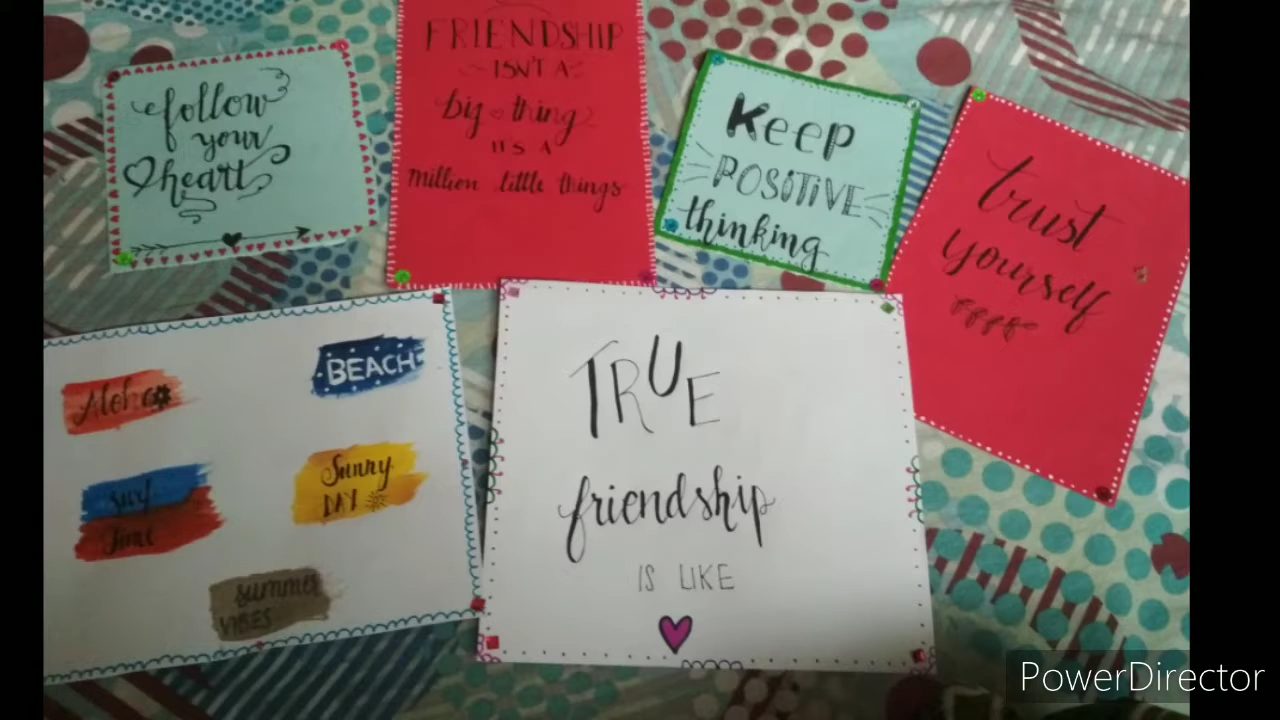 follow
your
heart
FRIENDSHIP
ISN'T A
big thing
IT'S A
million little things
Keep
POSiTiVE
thinking
trust
yourself
Aloha
BEACH
surf
Time
Sunny
DAY
summer
VIBES
TRUE
friendship
IS LIKE
PowerDirector